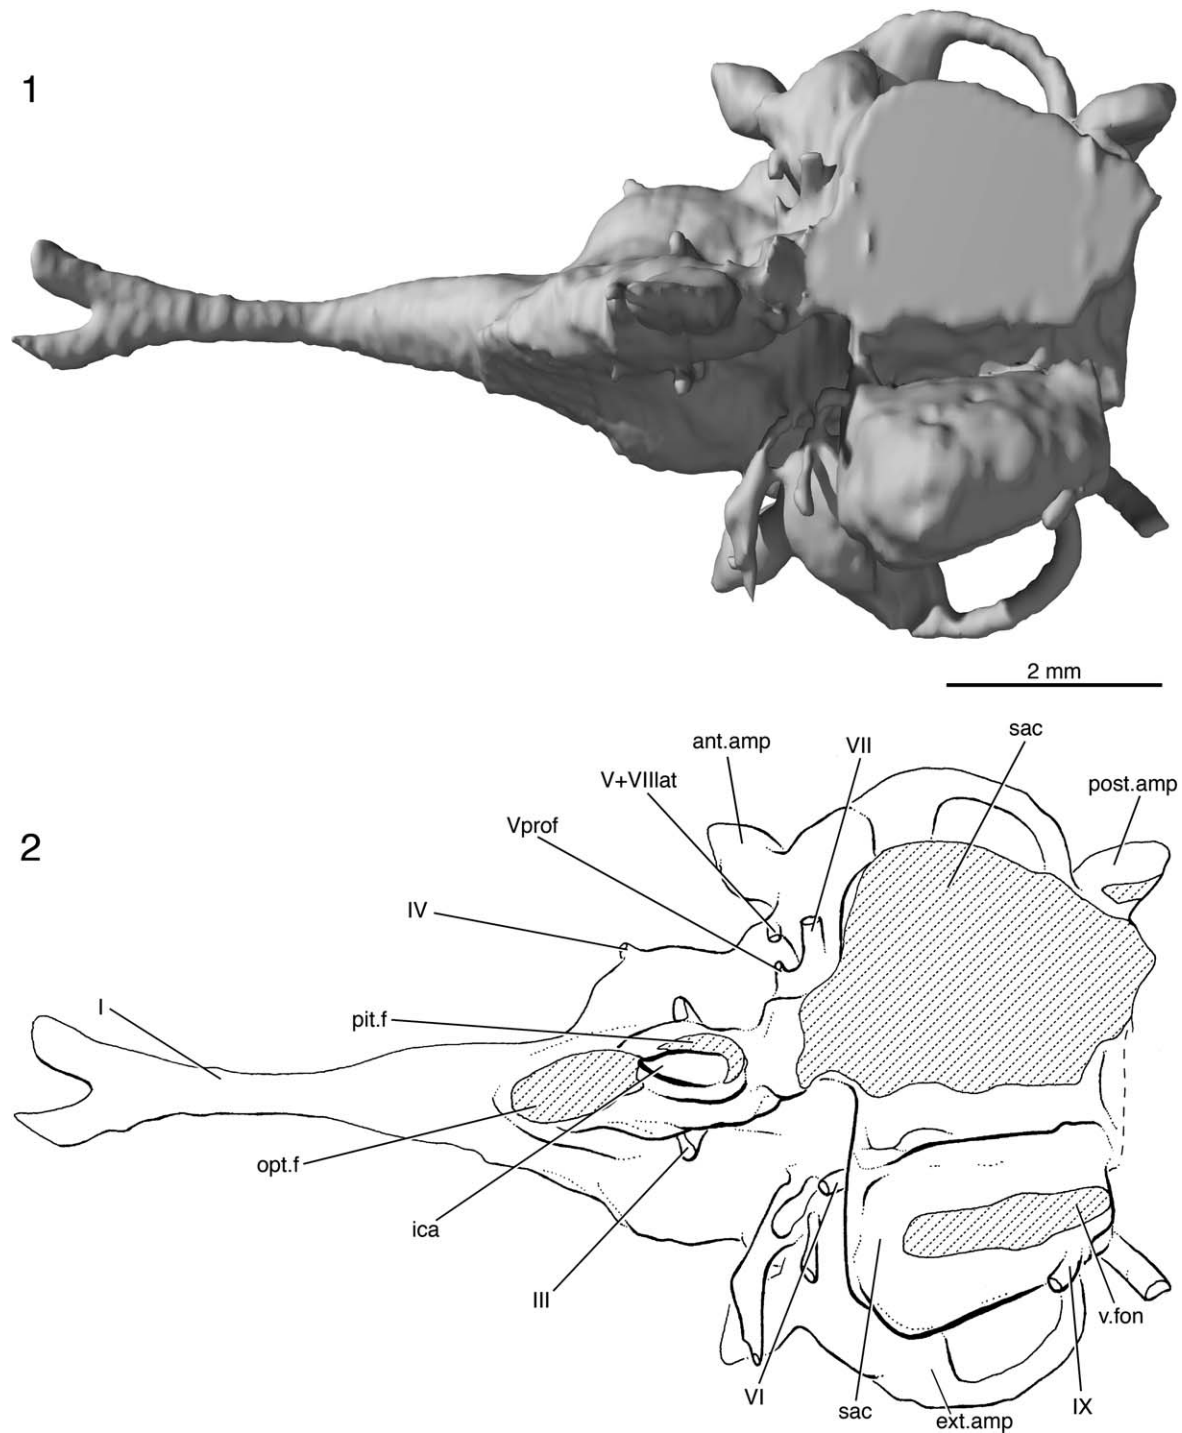 1
2 mm
2
sac
ant.amp
VII
V+VIIlat
post.amp
Vprof
IV
I
pit.f
opt.f
ica
III
v.fon
VI
sac
ext.amp
IX